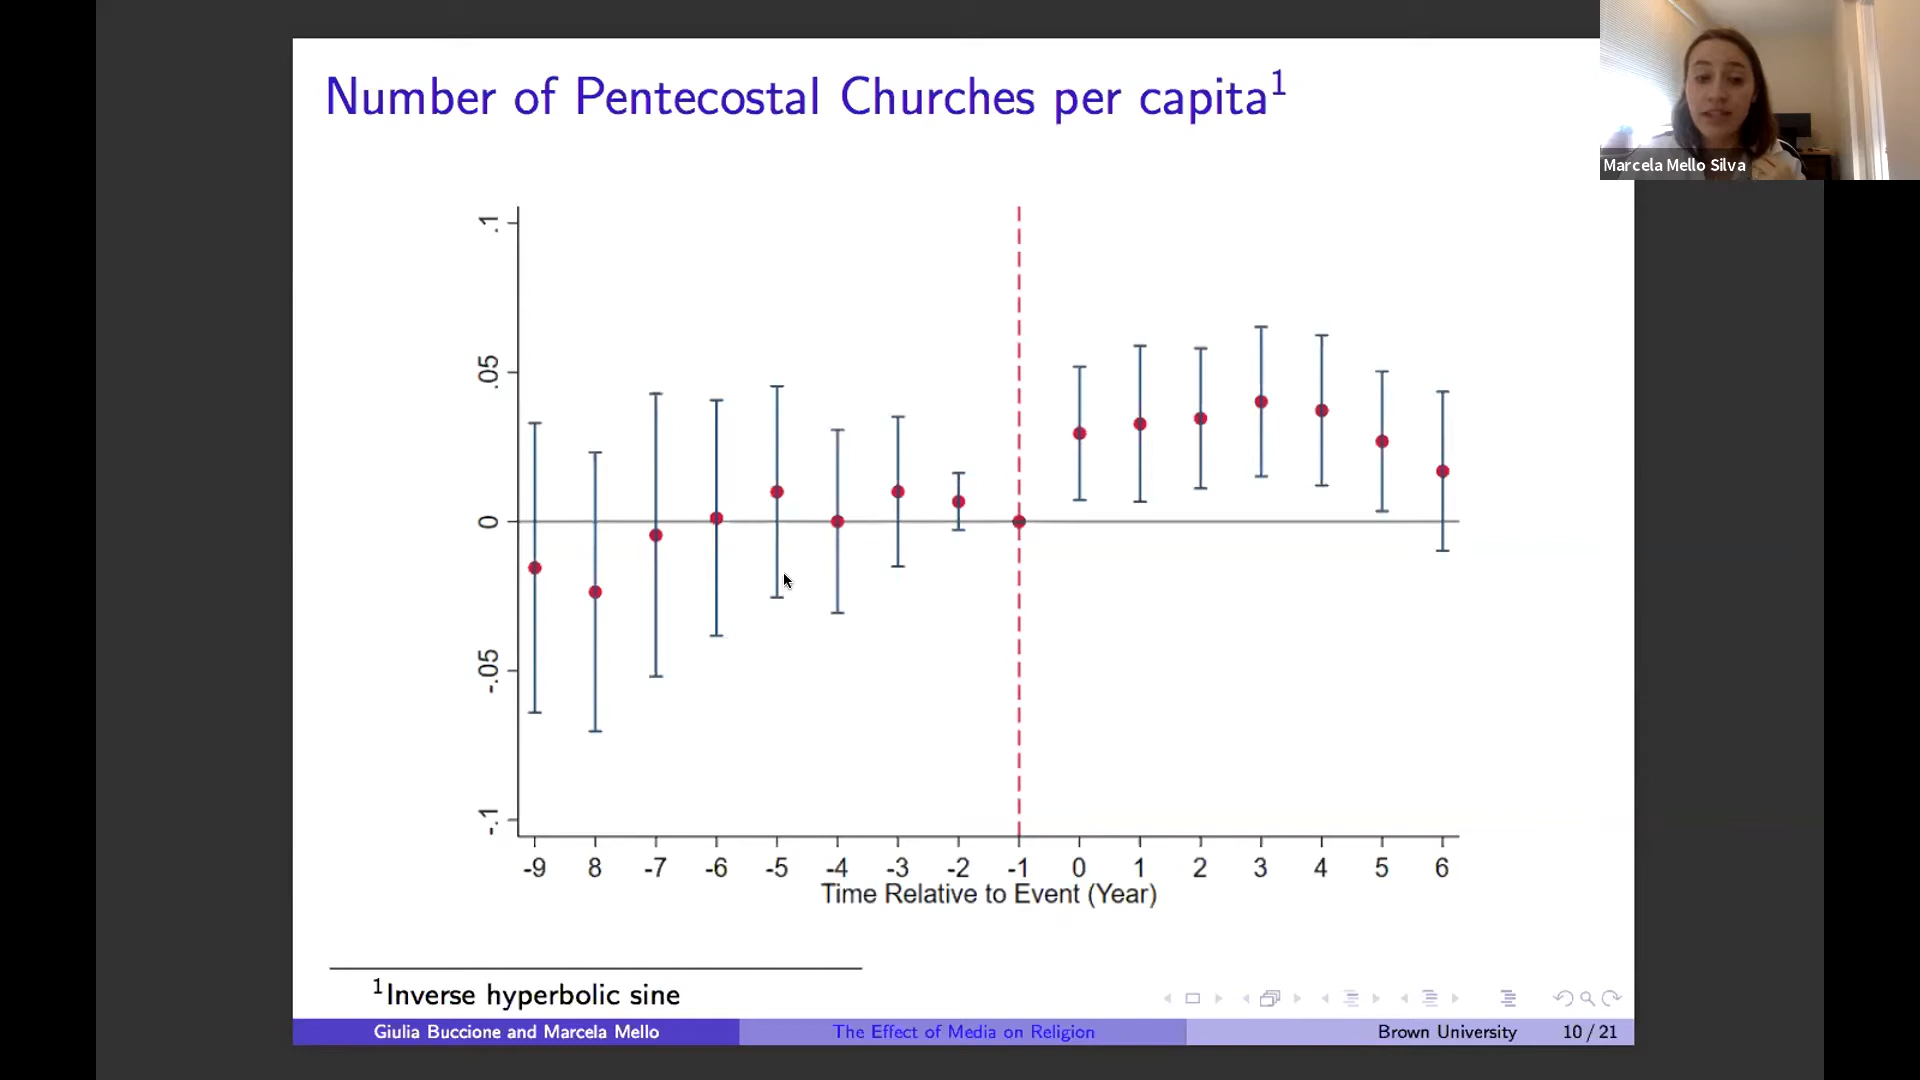 Number of Pentecostal Churches per capita¹
Marcela Mello Silva
.1
.05
0
-.05
-.1
-9 8 -7 -6 -5 -4 -3 -2 -1 0 1 2 3 4 5 6
Time Relative to Event (Year)
¹Inverse hyperbolic sine
Giulia Buccione and Marcela Mello The Effect of Media on Religion Brown University 10 / 21